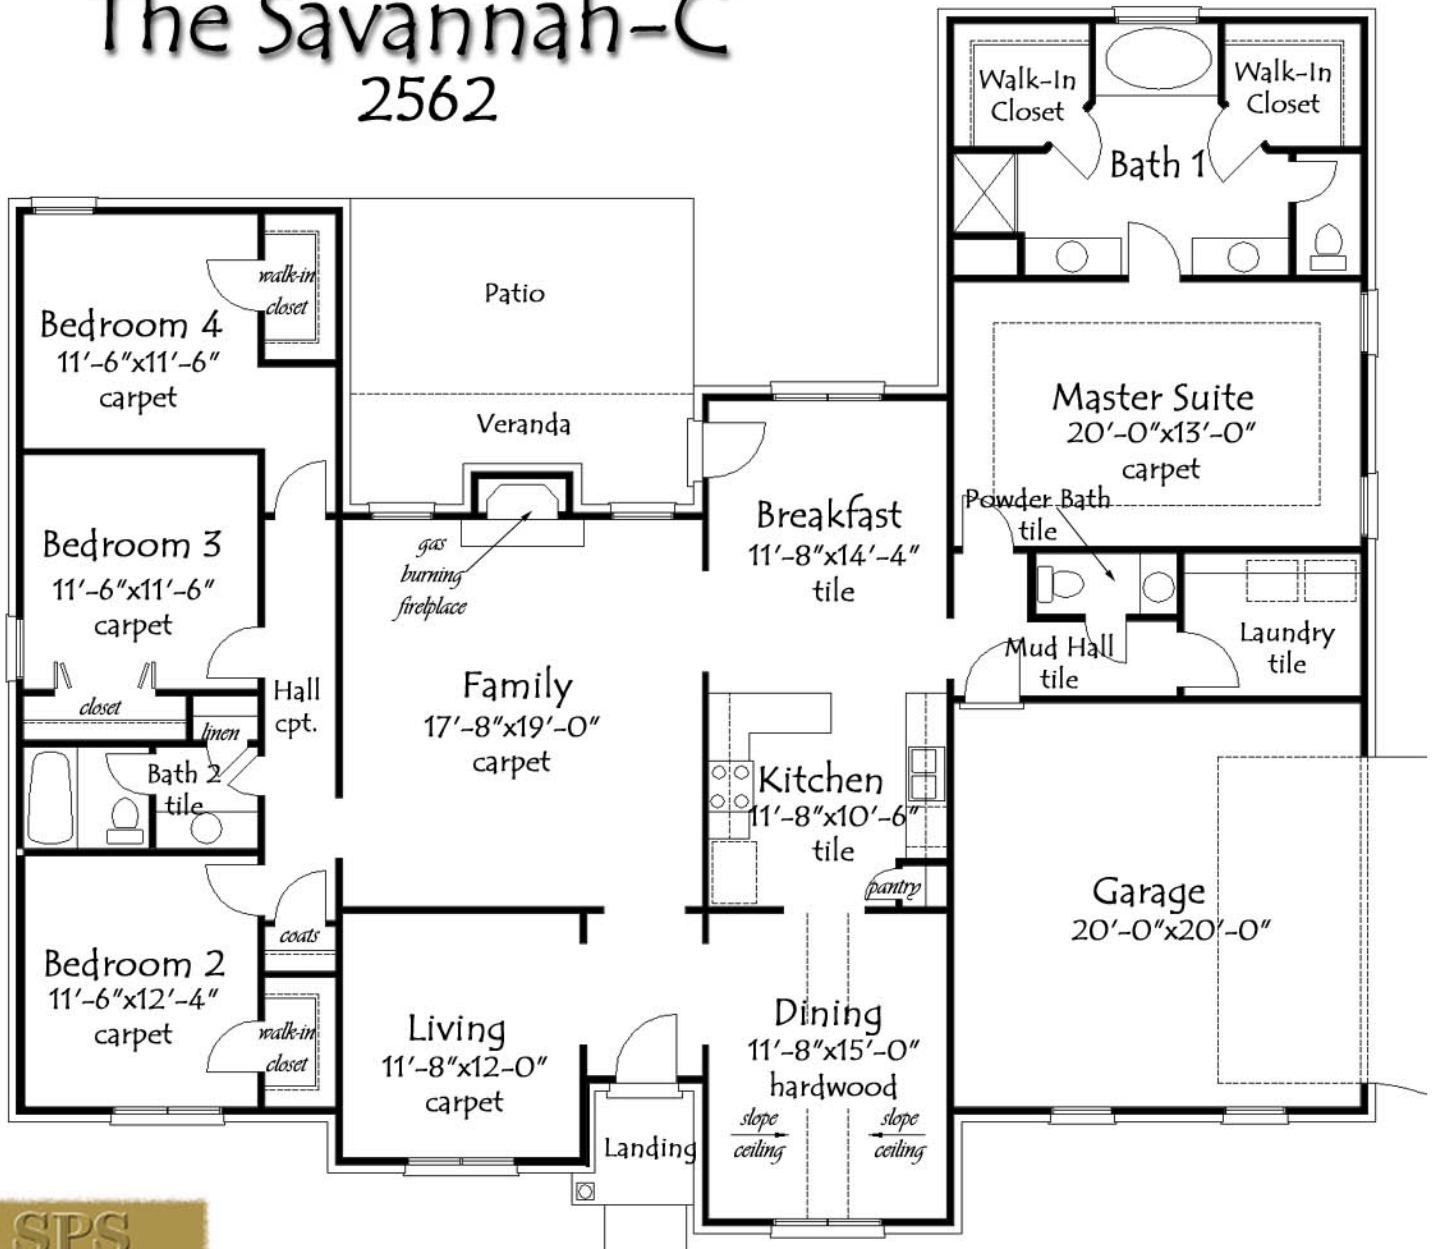 The Savannah-C
2562
Walk-In
Closet
Walk-In
Closet
Bath 1
walk-in
closet
Bedroom 4
11'-6"x11'-6"
carpet
Patio
Veranda
Master Suite
20'-0"x13'-0"
carpet
Powder Bath
tile
Breakfast
11'-8"x14'-4"
tile
gas
burning
fireplace
Bedroom 3
11'-6"x11'-6"
carpet
closet
linen
Hall
cpt.
Family
17'-8"x19'-0"
carpet
Mud Hall
tile
Laundry
tile
Bath 2
tile
Kitchen
11'-8"x10'-6"
tile
pantry
Garage
20'-0"x20'-0"
coats
Bedroom 2
11'-6"x12'-4"
carpet
walk-in
closet
Living
11'-8"x12-0"
carpet
Dining
11'-8"x15'-0"
hardwood
slope
ceiling
slope
ceiling
Landing
SPS